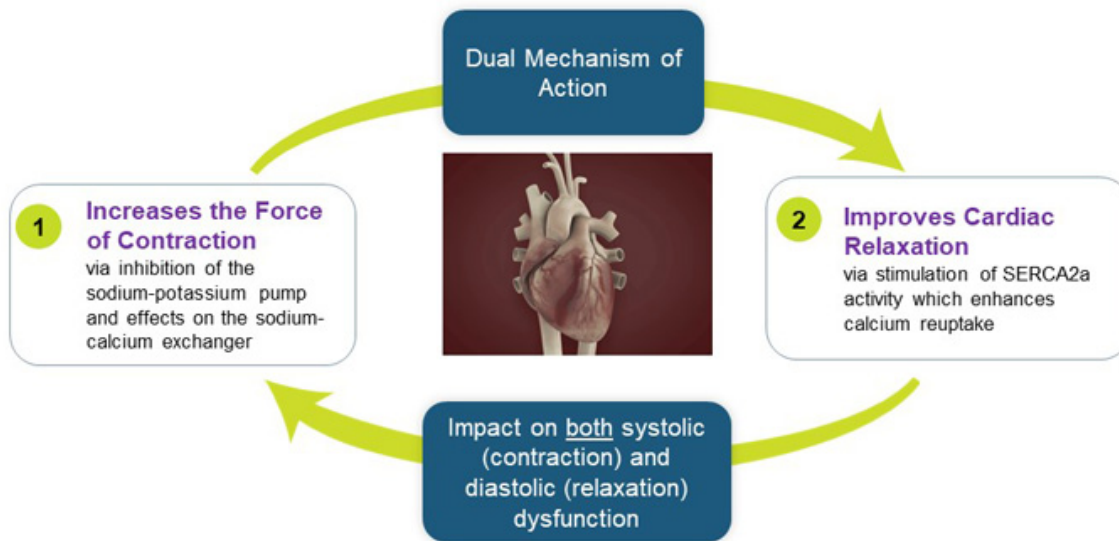 Dual Mechanism of
Action
1
Increases the Force
of Contraction
via inhibition of the
sodium-potassium pump
and effects on the sodium-
calcium exchanger
2
Improves Cardiac
Relaxation
via stimulation of SERCA2a
activity which enhances
calcium reuptake
Impact on both systolic
(contraction) and
diastolic (relaxation)
dysfunction